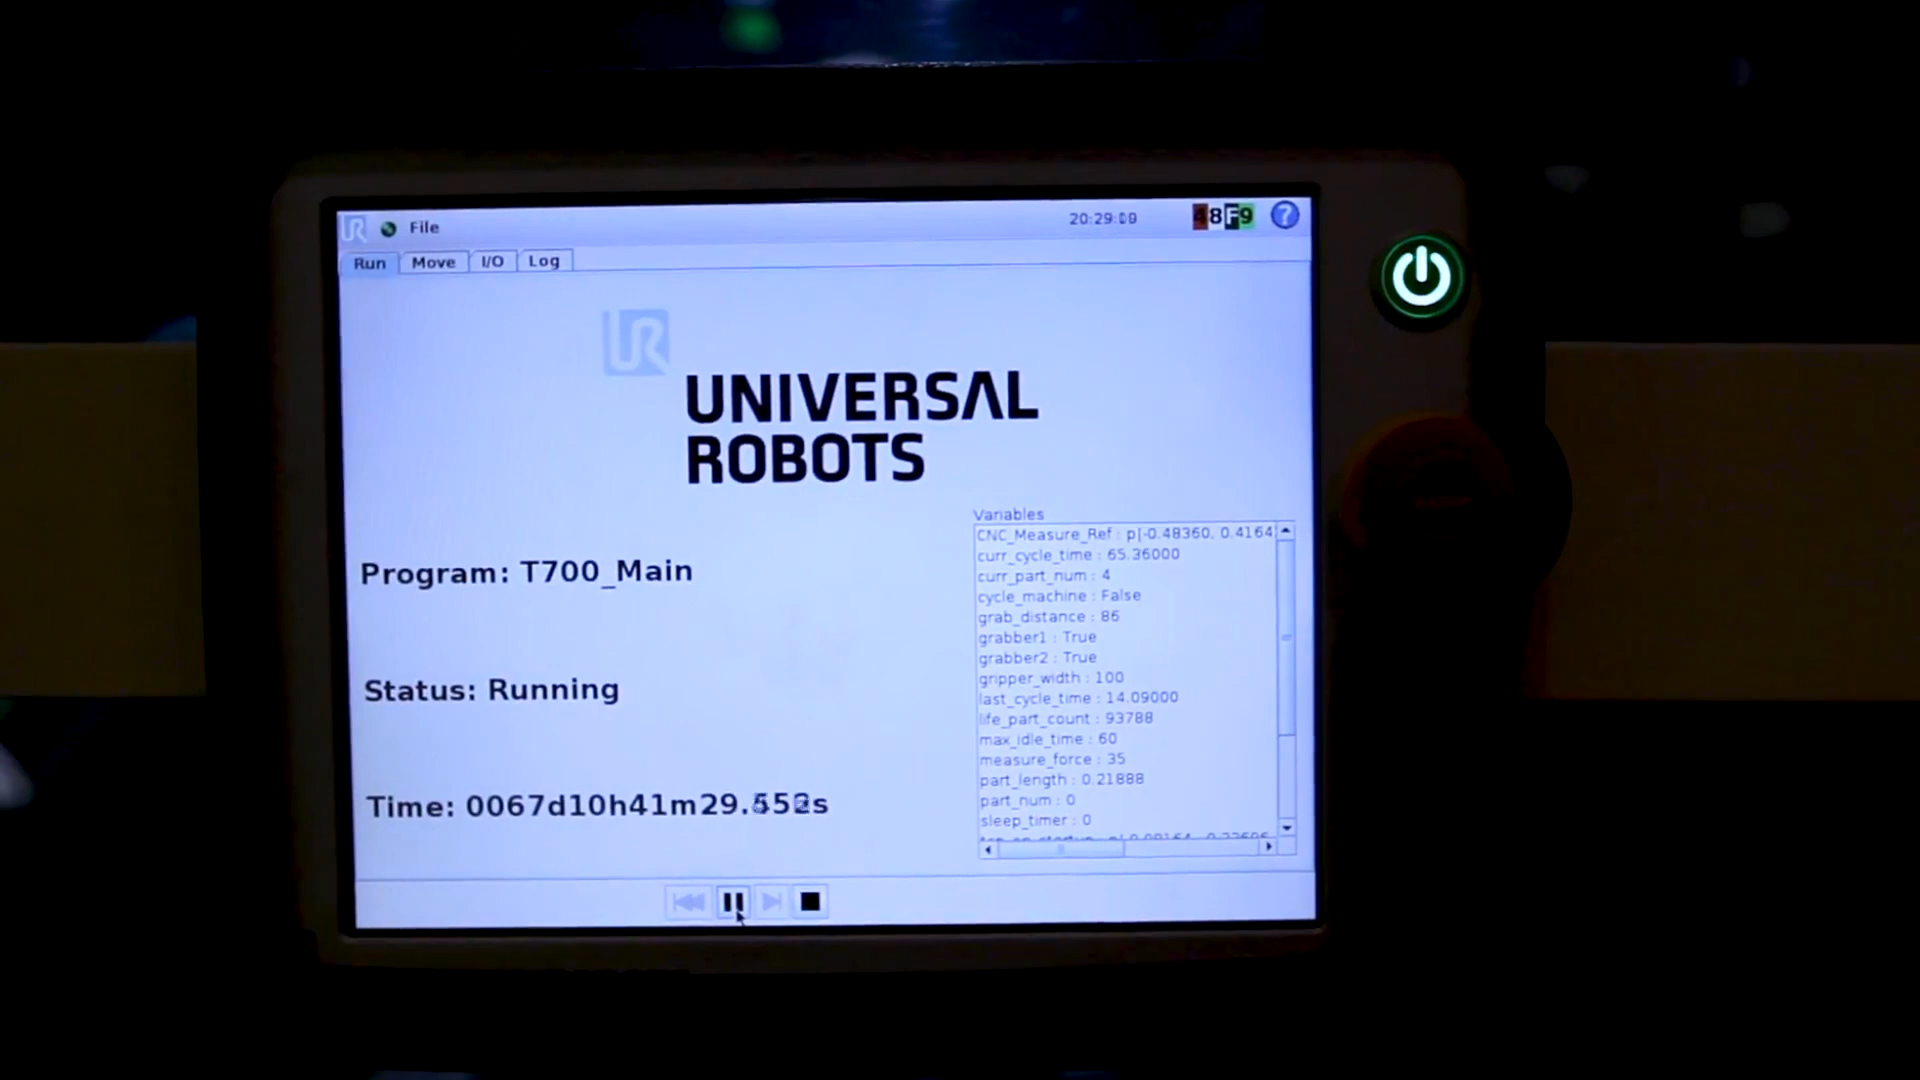 File
20:29:09
48F9
?
Run
Move
I/O
Log
UR
UNIVERSAL
ROBOTS
Variables
CNC_Measure_Ref : p[-0.48360, 0.4164
curr_cycle_time : 65.36000
curr_part_num : 4
cycle_machine : False
grab_distance : 86
grabber1 : True
grabber2 : True
gripper_width : 100
last_cycle_time : 14.09000
life_part_count : 93788
max_idle_time : 60
measure_force : 35
part_length : 0.21888
part_num : 0
sleep_timer : 0
Program: T700_Main
Status: Running